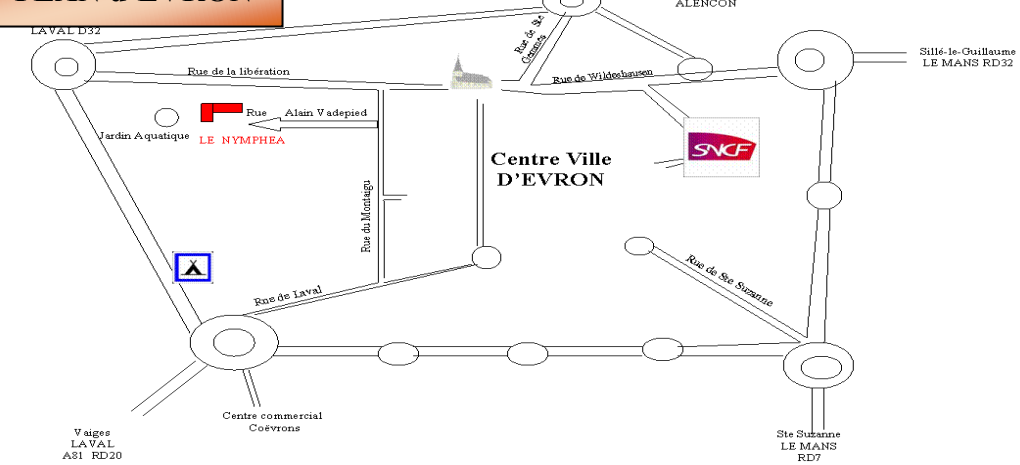 PLAN d'EVRON
ALENCON
LAVAL D32
Rue de Ste
Gemmes
Sillé-le-Guillaume
LE MANS RD32
Rue de la libération
Rue de Wildeshausen
Rue Alain Vadepied
Jardin Aquatique
LE NYMPHEA
SNCF
Centre Ville
D'EVRON
Rue du Montaigu
Rue de Ste Suzanne
Rue de Laval
Centre commercial
Coëvrons
Vaiges
LAVAL
A81 RD20
Ste Suzanne
LE MANS
RD7